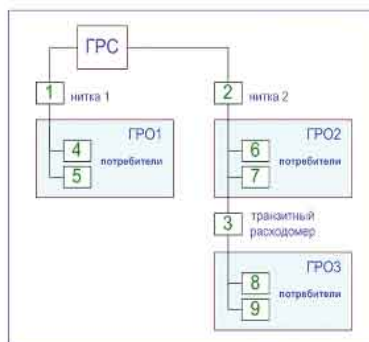 ГРС
1 нитка 1
2 нитка 2
ГРО1
4 потребители
5
ГРО2
6 потребители
7
3 транзитный
расходомер
ГРО3
8 потребители
9